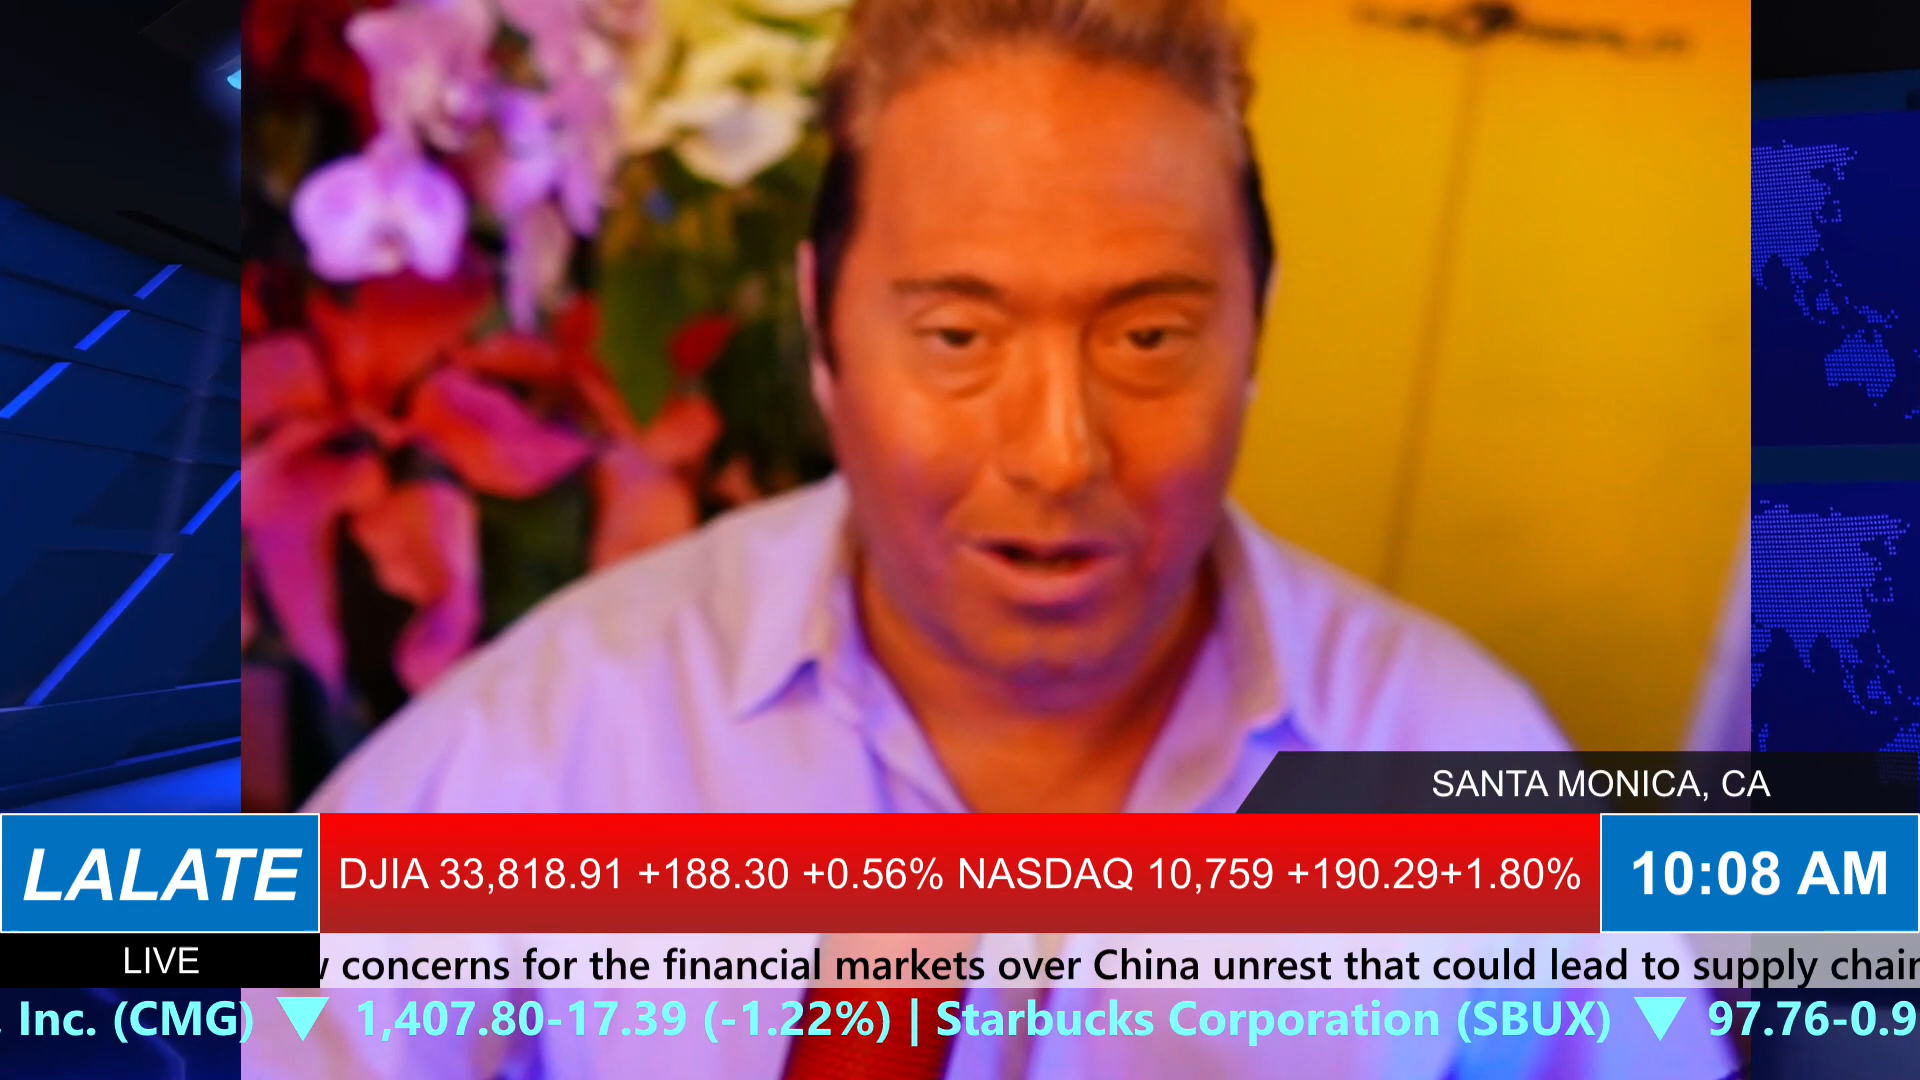 SANTA MONICA, CA
LALATE
DJIA 33,818.91 +188.30 +0.56% NASDAQ 10,759 +190.29+1.80%
10:08 AM
LIVE
concerns for the financial markets over China unrest that could lead to supply chain
Inc. (CMG) ▼ 1,407.80-17.39 (-1.22%) | Starbucks Corporation (SBUX) ▼ 97.76-0.9